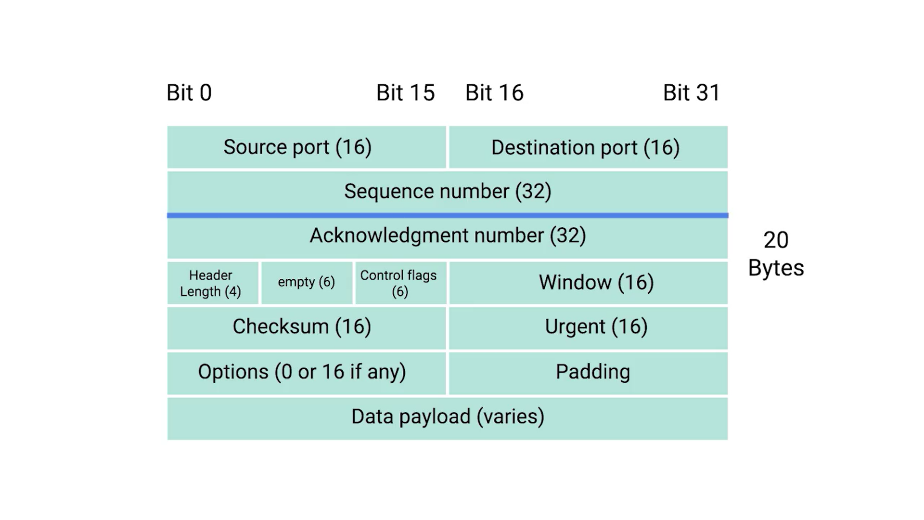 Bit 0 Bit 15 Bit 16 Bit 31
Source port (16) Destination port (16)
Sequence number (32)
Acknowledgment number (32)
20
Bytes
Header
Length (4)
empty (6)
Control flags
(6)
Window (16)
Checksum (16) Urgent (16)
Options (0 or 16 if any) Padding
Data payload (varies)